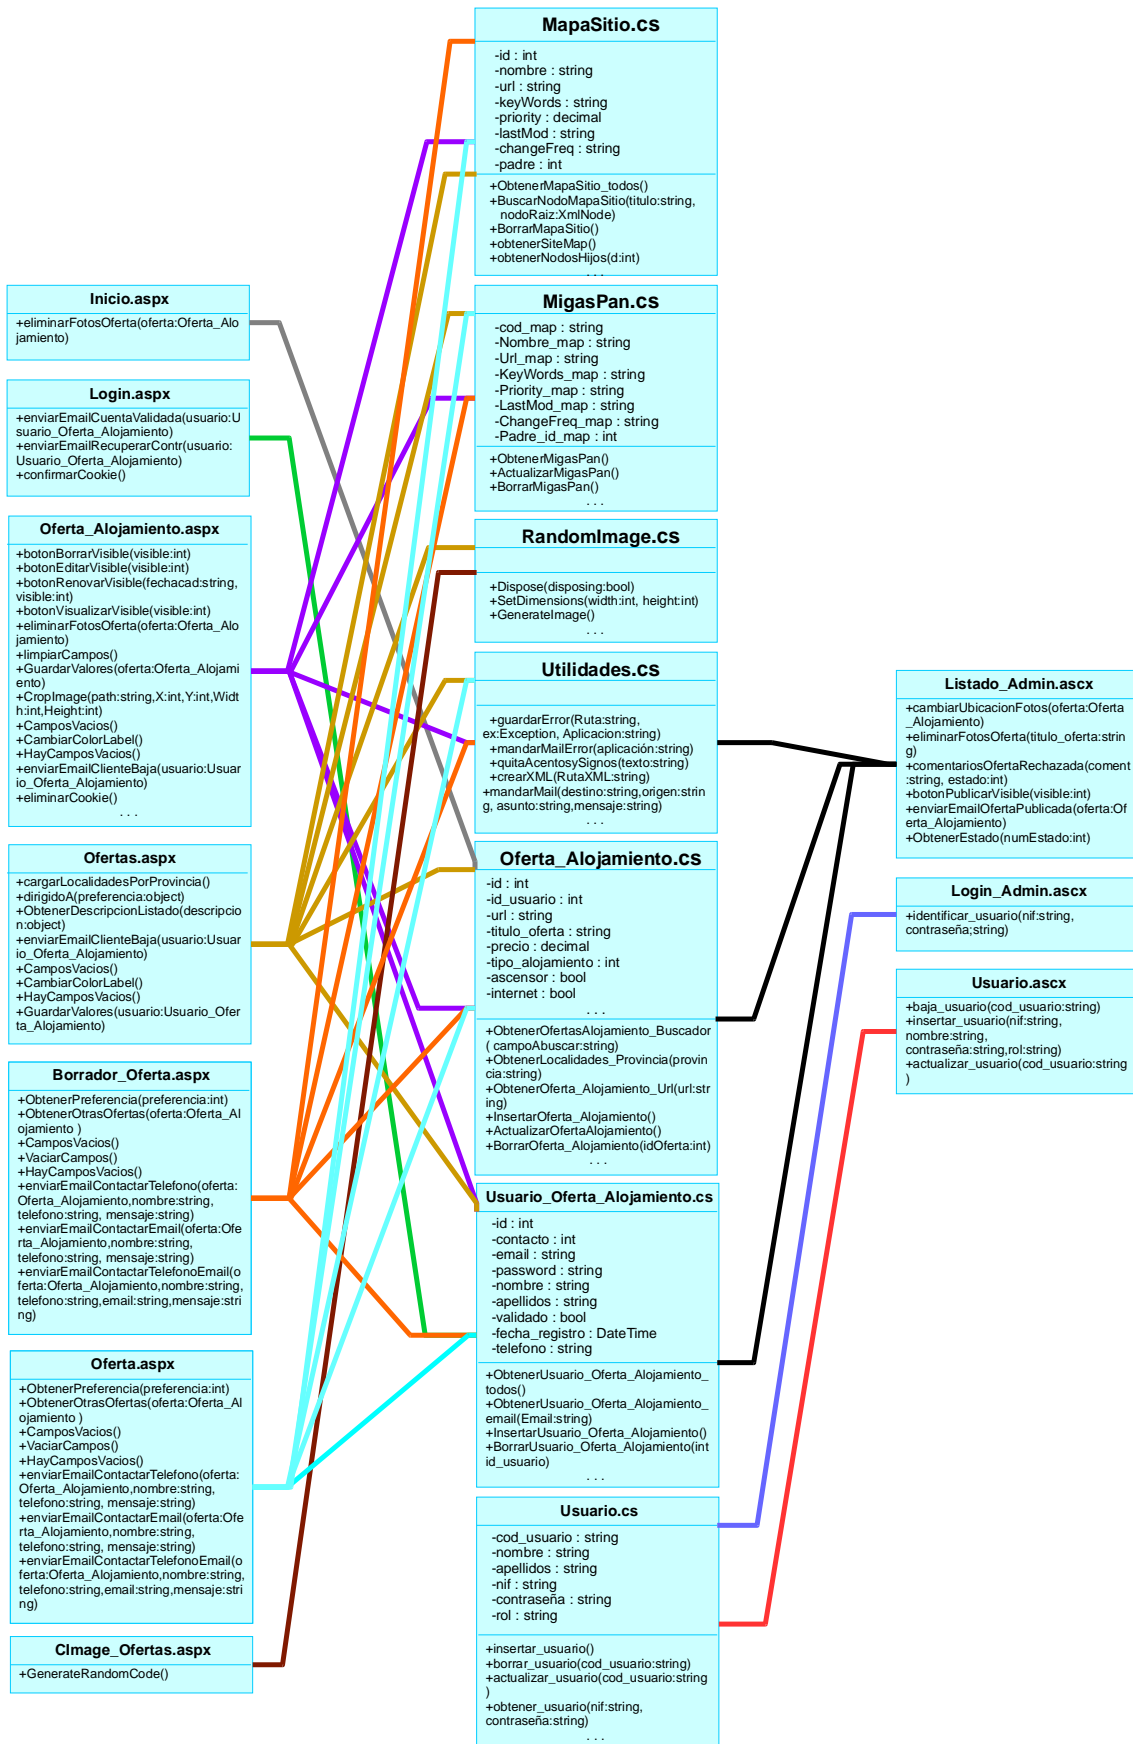 MapaSitio.cs
-id : int
-nombre : string
-url : string
-keyWords : string
-priority : decimal
-lastMod : string
-changeFreq : string
-padre : int
+ObtenerMapaSitio_todos()
+BuscarNodoMapaSitio(titulo:string,
nodoRaiz:XmlNode)
+BorrarMapaSitio()
+obtenerSiteMap()
+obtenerNodosHijos(d:int)
. . .
Inicio.aspx
+eliminarFotosOferta(oferta:Oferta_Alo
jamiento)
Login.aspx
+enviarEmailCuentaValidada(usuario:U
suario_Oferta_Alojamiento)
+enviarEmailRecuperarContr(usuario:
Usuario_Oferta_Alojamiento)
+confirmarCookie()
Oferta_Alojamiento.aspx
+botonBorrarVisible(visible:int)
+botonEditarVisible(visible:int)
+botonRenovarVisible(fechacad:string,
visible:int)
+botonVisualizarVisible(visible:int)
+eliminarFotosOferta(oferta:Oferta_Alo
jamiento)
+limpiarCampos()
+GuardarValores(oferta:Oferta_Alojami
ento)
+CropImage(path:string,X:int,Y:int,Widt
h:int,Height:int)
+CamposVacios()
+CambiarColorLabel()
+HayCamposVacios()
+enviarEmailClienteBaja(usuario:Usuar
io_Oferta_Alojamiento)
+eliminarCookie()
. . .
Ofertas.aspx
+cargarLocalidadesPorProvincia()
+dirigidoA(preferencia:object)
+ObtenerDescripcionListado(descripcio
n:object)
+enviarEmailClienteBaja(usuario:Usuar
io_Oferta_Alojamiento)
+CamposVacios()
+CambiarColorLabel()
+HayCamposVacios()
+GuardarValores(usuario:Usuario_Ofer
ta_Alojamiento)
Borrador_Oferta.aspx
+ObtenerPreferencia(preferencia:int)
+ObtenerOtrasOfertas(oferta:Oferta_Al
ojamiento )
+CamposVacios()
+VaciarCampos()
+HayCamposVacios()
+enviarEmailContactarTelefono(oferta:
Oferta_Alojamiento,nombre:string,
telefono:string, mensaje:string)
+enviarEmailContactarEmail(oferta:Ofe
rta_Alojamiento,nombre:string,
telefono:string, mensaje:string)
+enviarEmailContactarTelefonoEmail(o
ferta:Oferta_Alojamiento,nombre:string,
telefono:string,email:string,mensaje:stri
ng)
Oferta.aspx
+ObtenerPreferencia(preferencia:int)
+ObtenerOtrasOfertas(oferta:Oferta_Al
ojamiento )
+CamposVacios()
+VaciarCampos()
+HayCamposVacios()
+enviarEmailContactarTelefono(oferta:
Oferta_Alojamiento,nombre:string,
telefono:string, mensaje:string)
+enviarEmailContactarEmail(oferta:Ofe
rta_Alojamiento,nombre:string,
telefono:string, mensaje:string)
+enviarEmailContactarTelefonoEmail(o
ferta:Oferta_Alojamiento,nombre:string,
telefono:string,email:string,mensaje:stri
ng)
CImage_Ofertas.aspx
+GenerateRandomCode()
MigasPan.cs
-cod_map : string
-Nombre_map : string
-Url_map : string
-KeyWords_map : string
-Priority_map : string
-LastMod_map : string
-ChangeFreq_map : string
-Padre_id_map : int
+ObtenerMigasPan()
+ActualizarMigasPan()
+BorrarMigasPan()
. . .
RandomImage.cs
+Dispose(disposing:bool)
+SetDimensions(width:int, height:int)
+GenerateImage()
. . .
Utilidades.cs
+guardarError(Ruta:string,
ex:Exception, Aplicacion:string)
+mandarMailError(aplicación:string)
+quitaAcentosySignos(texto:string)
+crearXML(RutaXML:string)
+mandarMail(destino:string,origen:strin
g, asunto:string,mensaje:string)
. . .
Oferta_Alojamiento.cs
-id : int
-id_usuario : int
-url : string
-titulo_oferta : string
-precio : decimal
-tipo_alojamiento : int
-ascensor : bool
-internet : bool
. . .
+ObtenerOfertasAlojamiento_Buscador
( campoAbuscar:string)
+ObtenerLocalidades_Provincia(provin
cia:string)
+ObtenerOferta_Alojamiento_Url(url:str
ing)
+InsertarOferta_Alojamiento()
+ActualizarOfertaAlojamiento()
+BorrarOferta_Alojamiento(idOferta:int)
. . .
Usuario_Oferta_Alojamiento.cs
-id : int
-contacto : int
-email : string
-password : string
-nombre : string
-apellidos : string
-validado : bool
-fecha_registro : DateTime
-telefono : string
+ObtenerUsuario_Oferta_Alojamiento_
todos()
+ObtenerUsuario_Oferta_Alojamiento_
email(Email:string)
+InsertarUsuario_Oferta_Alojamiento()
+BorrarUsuario_Oferta_Alojamiento(int
id_usuario)
. . .
Usuario.cs
-cod_usuario : string
-nombre : string
-apellidos : string
-nif : string
-contraseña : string
-rol : string
+insertar_usuario()
+borrar_usuario(cod_usuario:string)
+actualizar_usuario(cod_usuario:string
)
+obtener_usuario(nif:string,
contraseña:string)
. . .
Listado_Admin.ascx
+cambiarUbicacionFotos(oferta:Oferta
_Alojamiento)
+eliminarFotosOferta(titulo_oferta:strin
g)
+comentariosOfertaRechazada(coment
:string, estado:int)
+botonPublicarVisible(visible:int)
+enviarEmailOfertaPublicada(oferta:Of
erta_Alojamiento)
+ObtenerEstado(numEstado:int)
Login_Admin.ascx
+identificar_usuario(nif:string,
contraseña;string)
Usuario.ascx
+baja_usuario(cod_usuario:string)
+insertar_usuario(nif:string,
nombre:string,
contraseña:string,rol:string)
+actualizar_usuario(cod_usuario:string
)